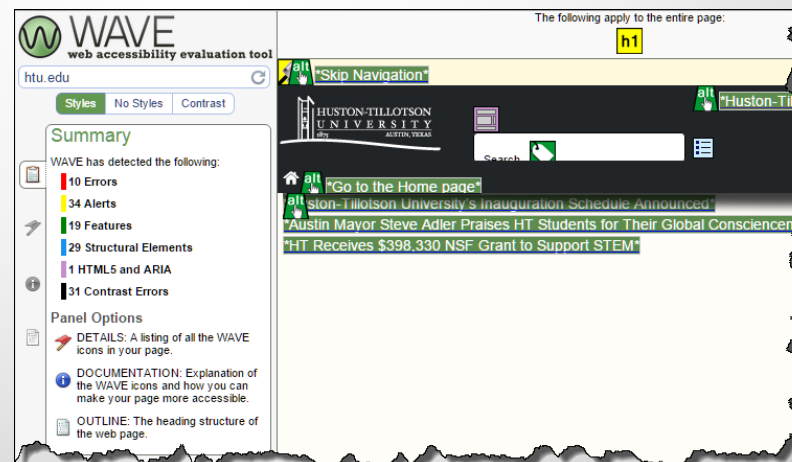 WAVE
web accessibility evaluation tool
htu.edu
Styles No Styles Contrast
Summary
WAVE has detected the following:
10 Errors
34 Alerts
19 Features
29 Structural Elements
1 HTML5 and ARIA
31 Contrast Errors
Panel Options
DETAILS: A listing of all the WAVE
icons in your page.
DOCUMENTATION: Explanation of
the WAVE icons and how you can
make your page more accessible.
OUTLINE: The heading structure of
the web page.
The following apply to the entire page:
h1
alt *Skip Navigation*
alt *Huston-Til
HUSTON-TILLOTSON
UNIVERSITY
1875 AUSTIN, TEXAS
Search
alt *Go to the Home page*
alt ston-Tillotson University's Inauguration Schedule Announced*
*Austin Mayor Steve Adler Praises HT Students for Their Global Consciencen
*HT Receives $398,330 NSF Grant to Support STEM*